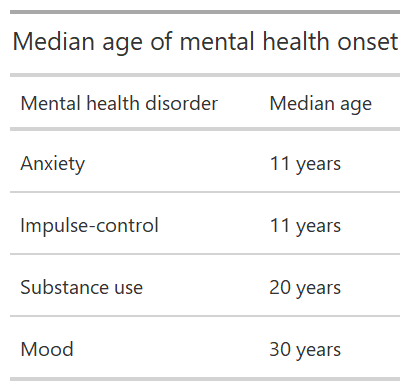 Median age of mental health onset
Mental health disorder Median age
Anxiety 11 years
Impulse-control 11 years
Substance use 20 years
Mood 30 years